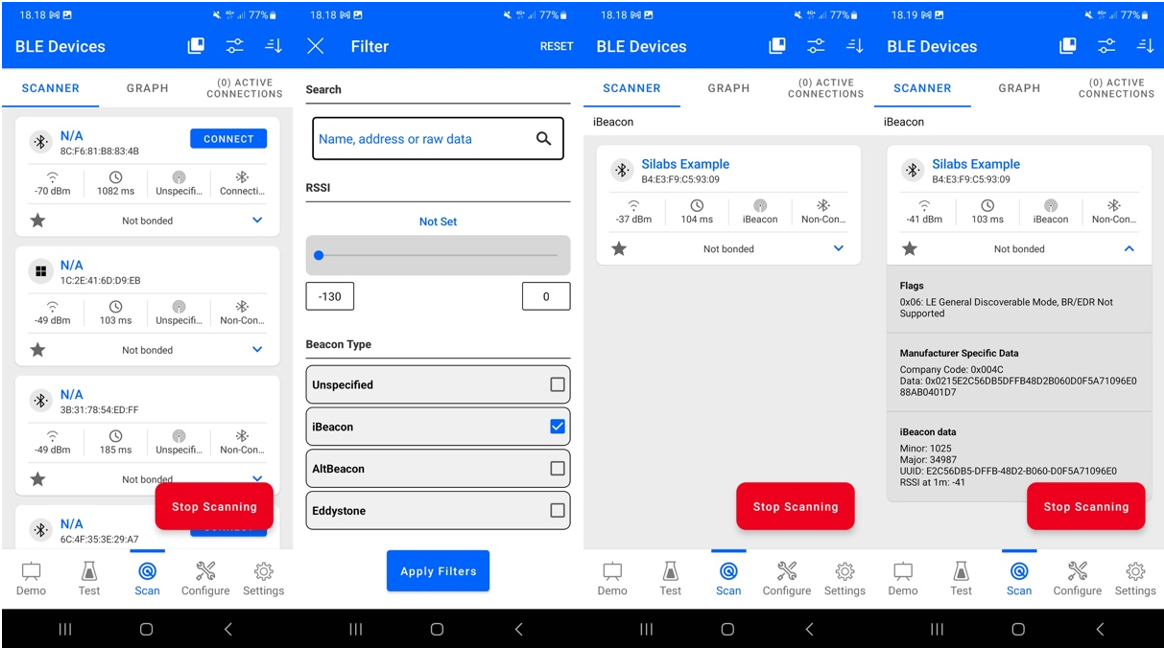 18.18
77%
BLE Devices
SCANNER
GRAPH
(0) ACTIVE
CONNECTIONS
N/A
CONNECT
8C:F6:81:B8:83:4B
-70 dBm
1082 ms
Unspecifi...
Connecti...
Not bonded
N/A
1C:2E:41:6D:D9:EB
-49 dBm
103 ms
Unspecifi...
Non-Con...
Not bonded
N/A
3B:31:78:54:ED:FF
-49 dBm
185 ms
Unspecifi...
Non-Con...
Not bonded
Stop Scanning
N/A
6C:4F:35:3E:29:A7
Demo
Test
Scan
Configure
Settings
18.18
77%
Filter
RESET
Search
Name, address or raw data
RSSI
Not Set
-130
0
Beacon Type
Unspecified
iBeacon
AltBeacon
Eddystone
Apply Filters
18.18
77%
BLE Devices
SCANNER
GRAPH
(0) ACTIVE
CONNECTIONS
iBeacon
Silabs Example
B4:E3:F9:C5:93:09
-37 dBm
104 ms
iBeacon
Non-Con...
Not bonded
Stop Scanning
Demo
Test
Scan
Configure
Settings
18.19
77%
BLE Devices
SCANNER
GRAPH
(0) ACTIVE
CONNECTIONS
iBeacon
Silabs Example
B4:E3:F9:C5:93:09
-41 dBm
103 ms
iBeacon
Non-Con...
Not bonded
Flags
0x06: LE General Discoverable Mode, BR/EDR Not
Supported
Manufacturer Specific Data
Company Code: 0x004C
Data: 0x0215E2C56DB5DFFB48D2B060D0F5A71096E0
88AB0401D7
iBeacon data
Minor: 1025
Major: 34987
UUID: E2C56DB5-DFFB-48D2-B060-D0F5A71096E0
RSSI at 1m: -41
Stop Scanning
Demo
Test
Scan
Configure
Settings